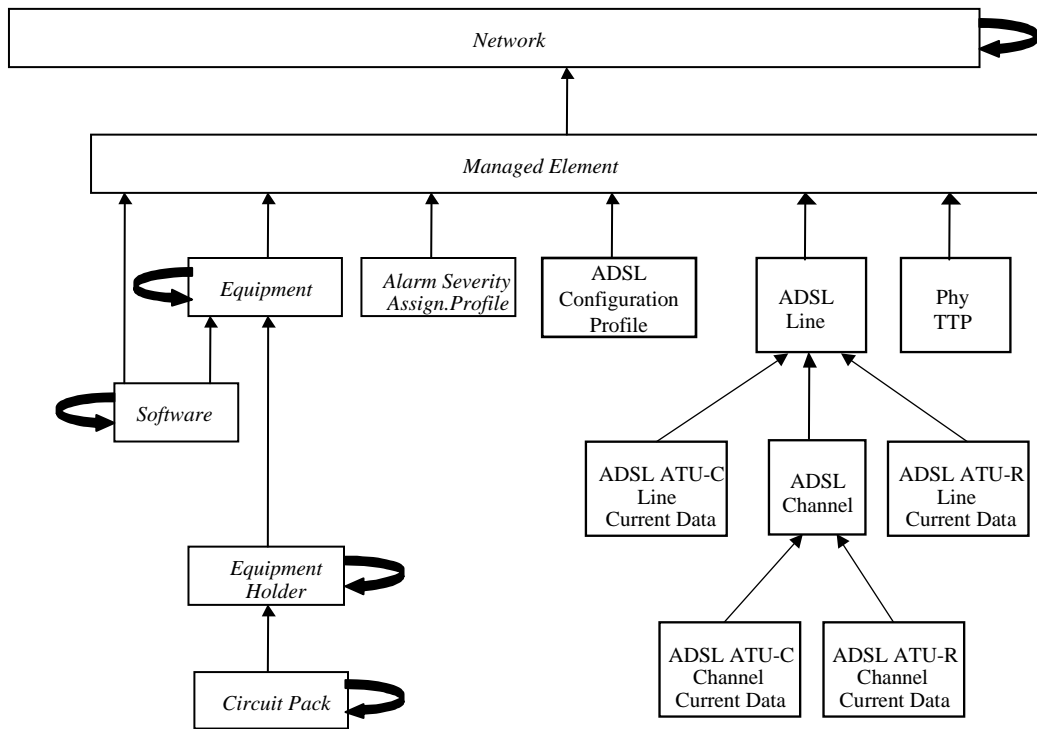 Network
Managed Element
Equipment
Alarm Severity
Assign.Profile
ADSL
Configuration
Profile
ADSL
Line
Phy
TTP
Software
ADSL ATU-C
Line
Current Data
ADSL
Channel
ADSL ATU-R
Line
Current Data
Equipment
Holder
ADSL ATU-C
Channel
Current Data
ADSL ATU-R
Channel
Current Data
Circuit Pack